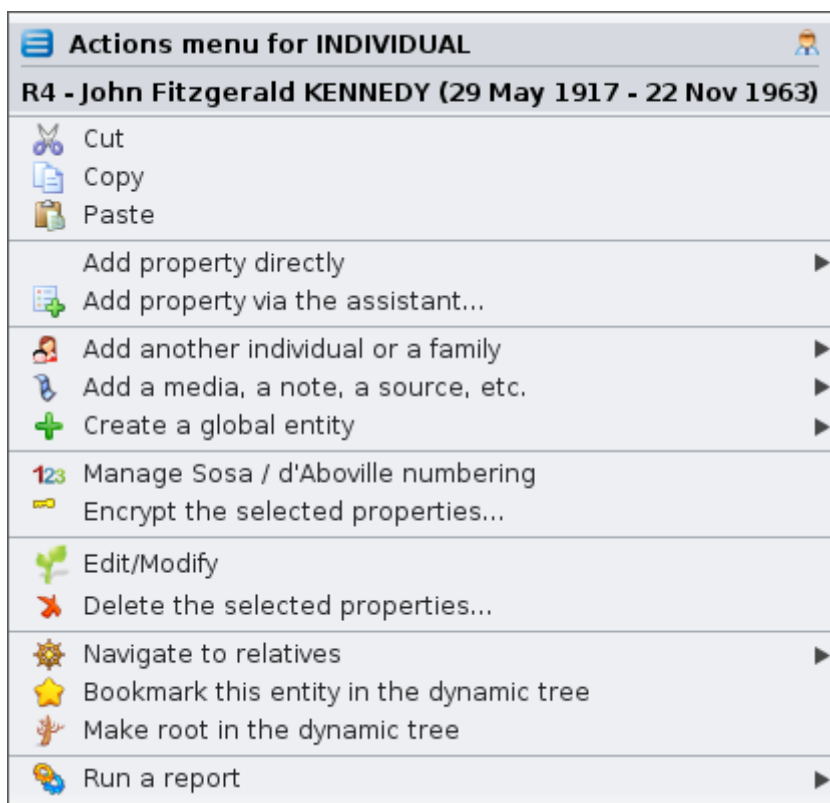 Actions menu for INDIVIDUAL
R4 - John Fitzgerald KENNEDY (29 May 1917 - 22 Nov 1963)
Cut
Copy
Paste
Add property directly
Add property via the assistant...
Add another individual or a family
Add a media, a note, a source, etc.
Create a global entity
123 Manage Sosa / d'Aboville numbering
Encrypt the selected properties...
Edit/Modify
Delete the selected properties...
Navigate to relatives
Bookmark this entity in the dynamic tree
Make root in the dynamic tree
Run a report